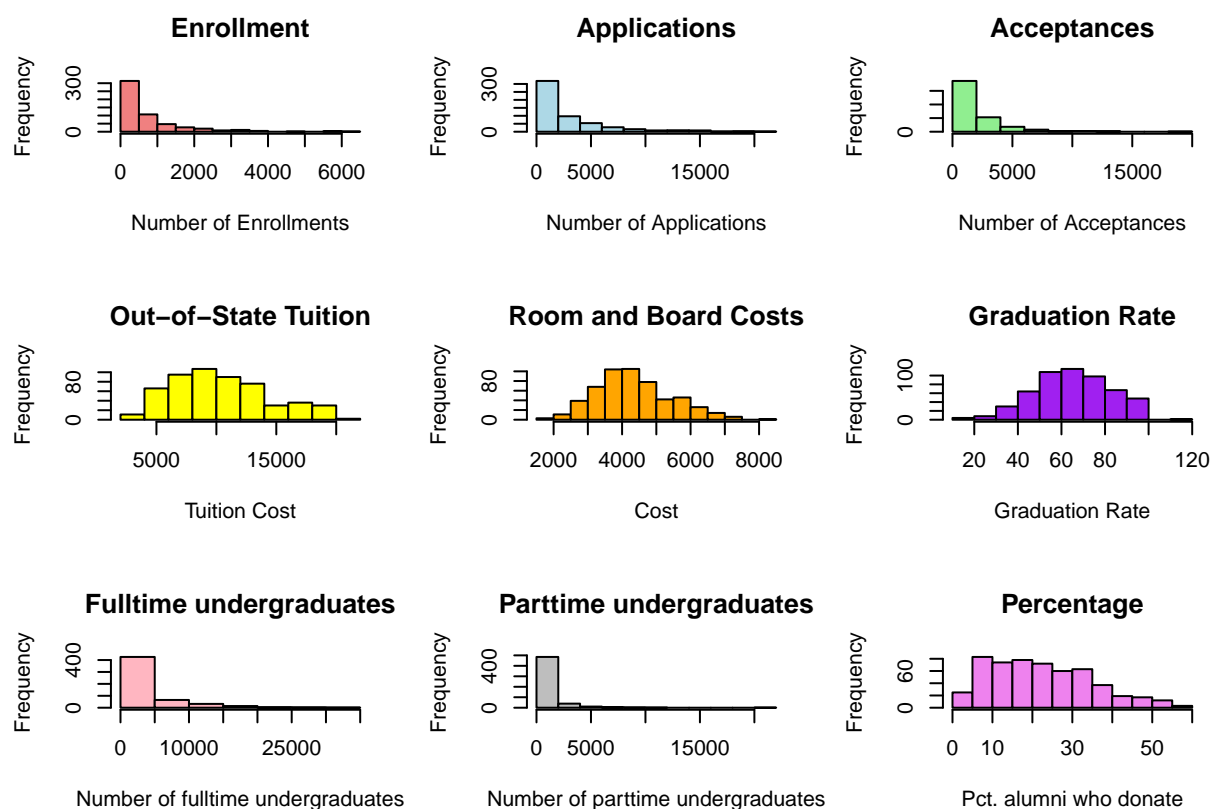 Enrollment
Frequency
0
300
0
2000
4000
6000
Number of Enrollments
Applications
Frequency
0
300
0
5000
15000
Number of Applications
Acceptances
Frequency
0
0
5000
15000
Number of Acceptances
Out−of−State Tuition
Frequency
0
80
5000
15000
Tuition Cost
Room and Board Costs
Frequency
0
80
2000
4000
6000
8000
Cost
Graduation Rate
Frequency
0
100
20
40
60
80
120
Graduation Rate
Fulltime undergraduates
Frequency
0
400
0
10000
25000
Number of fulltime undergraduates
Parttime undergraduates
Frequency
0
400
0
5000
15000
Number of parttime undergraduates
Percentage
Frequency
0
60
0
10
30
50
Pct. alumni who donate